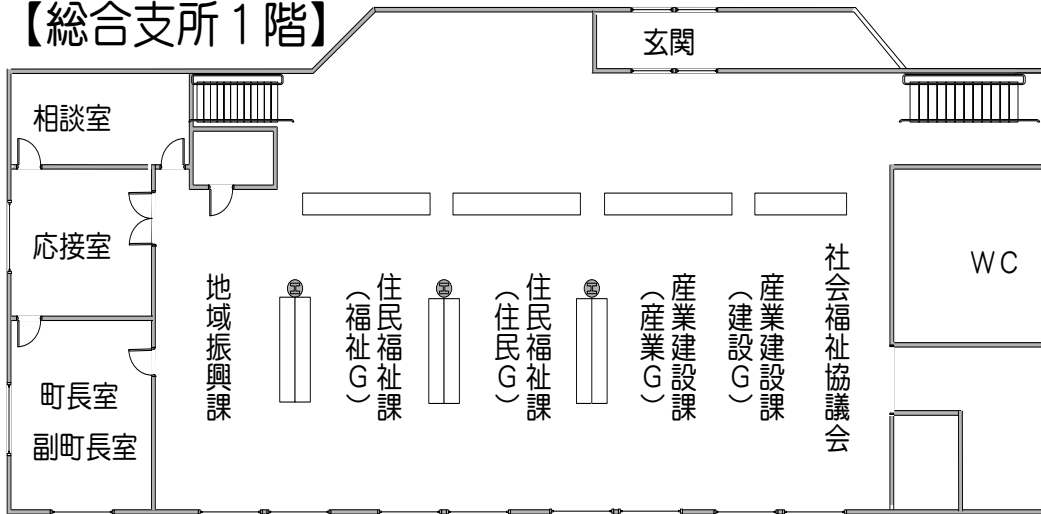 【総合支所１階】
玄関
相談室
応接室
町長室
副町長室
地域振興課
住民福祉課
（福祉Ｇ）
住民福祉課
（住民Ｇ）
産業建設課
（産業Ｇ）
産業建設課
（建設Ｇ）
社会福祉協議会
ＷＣ